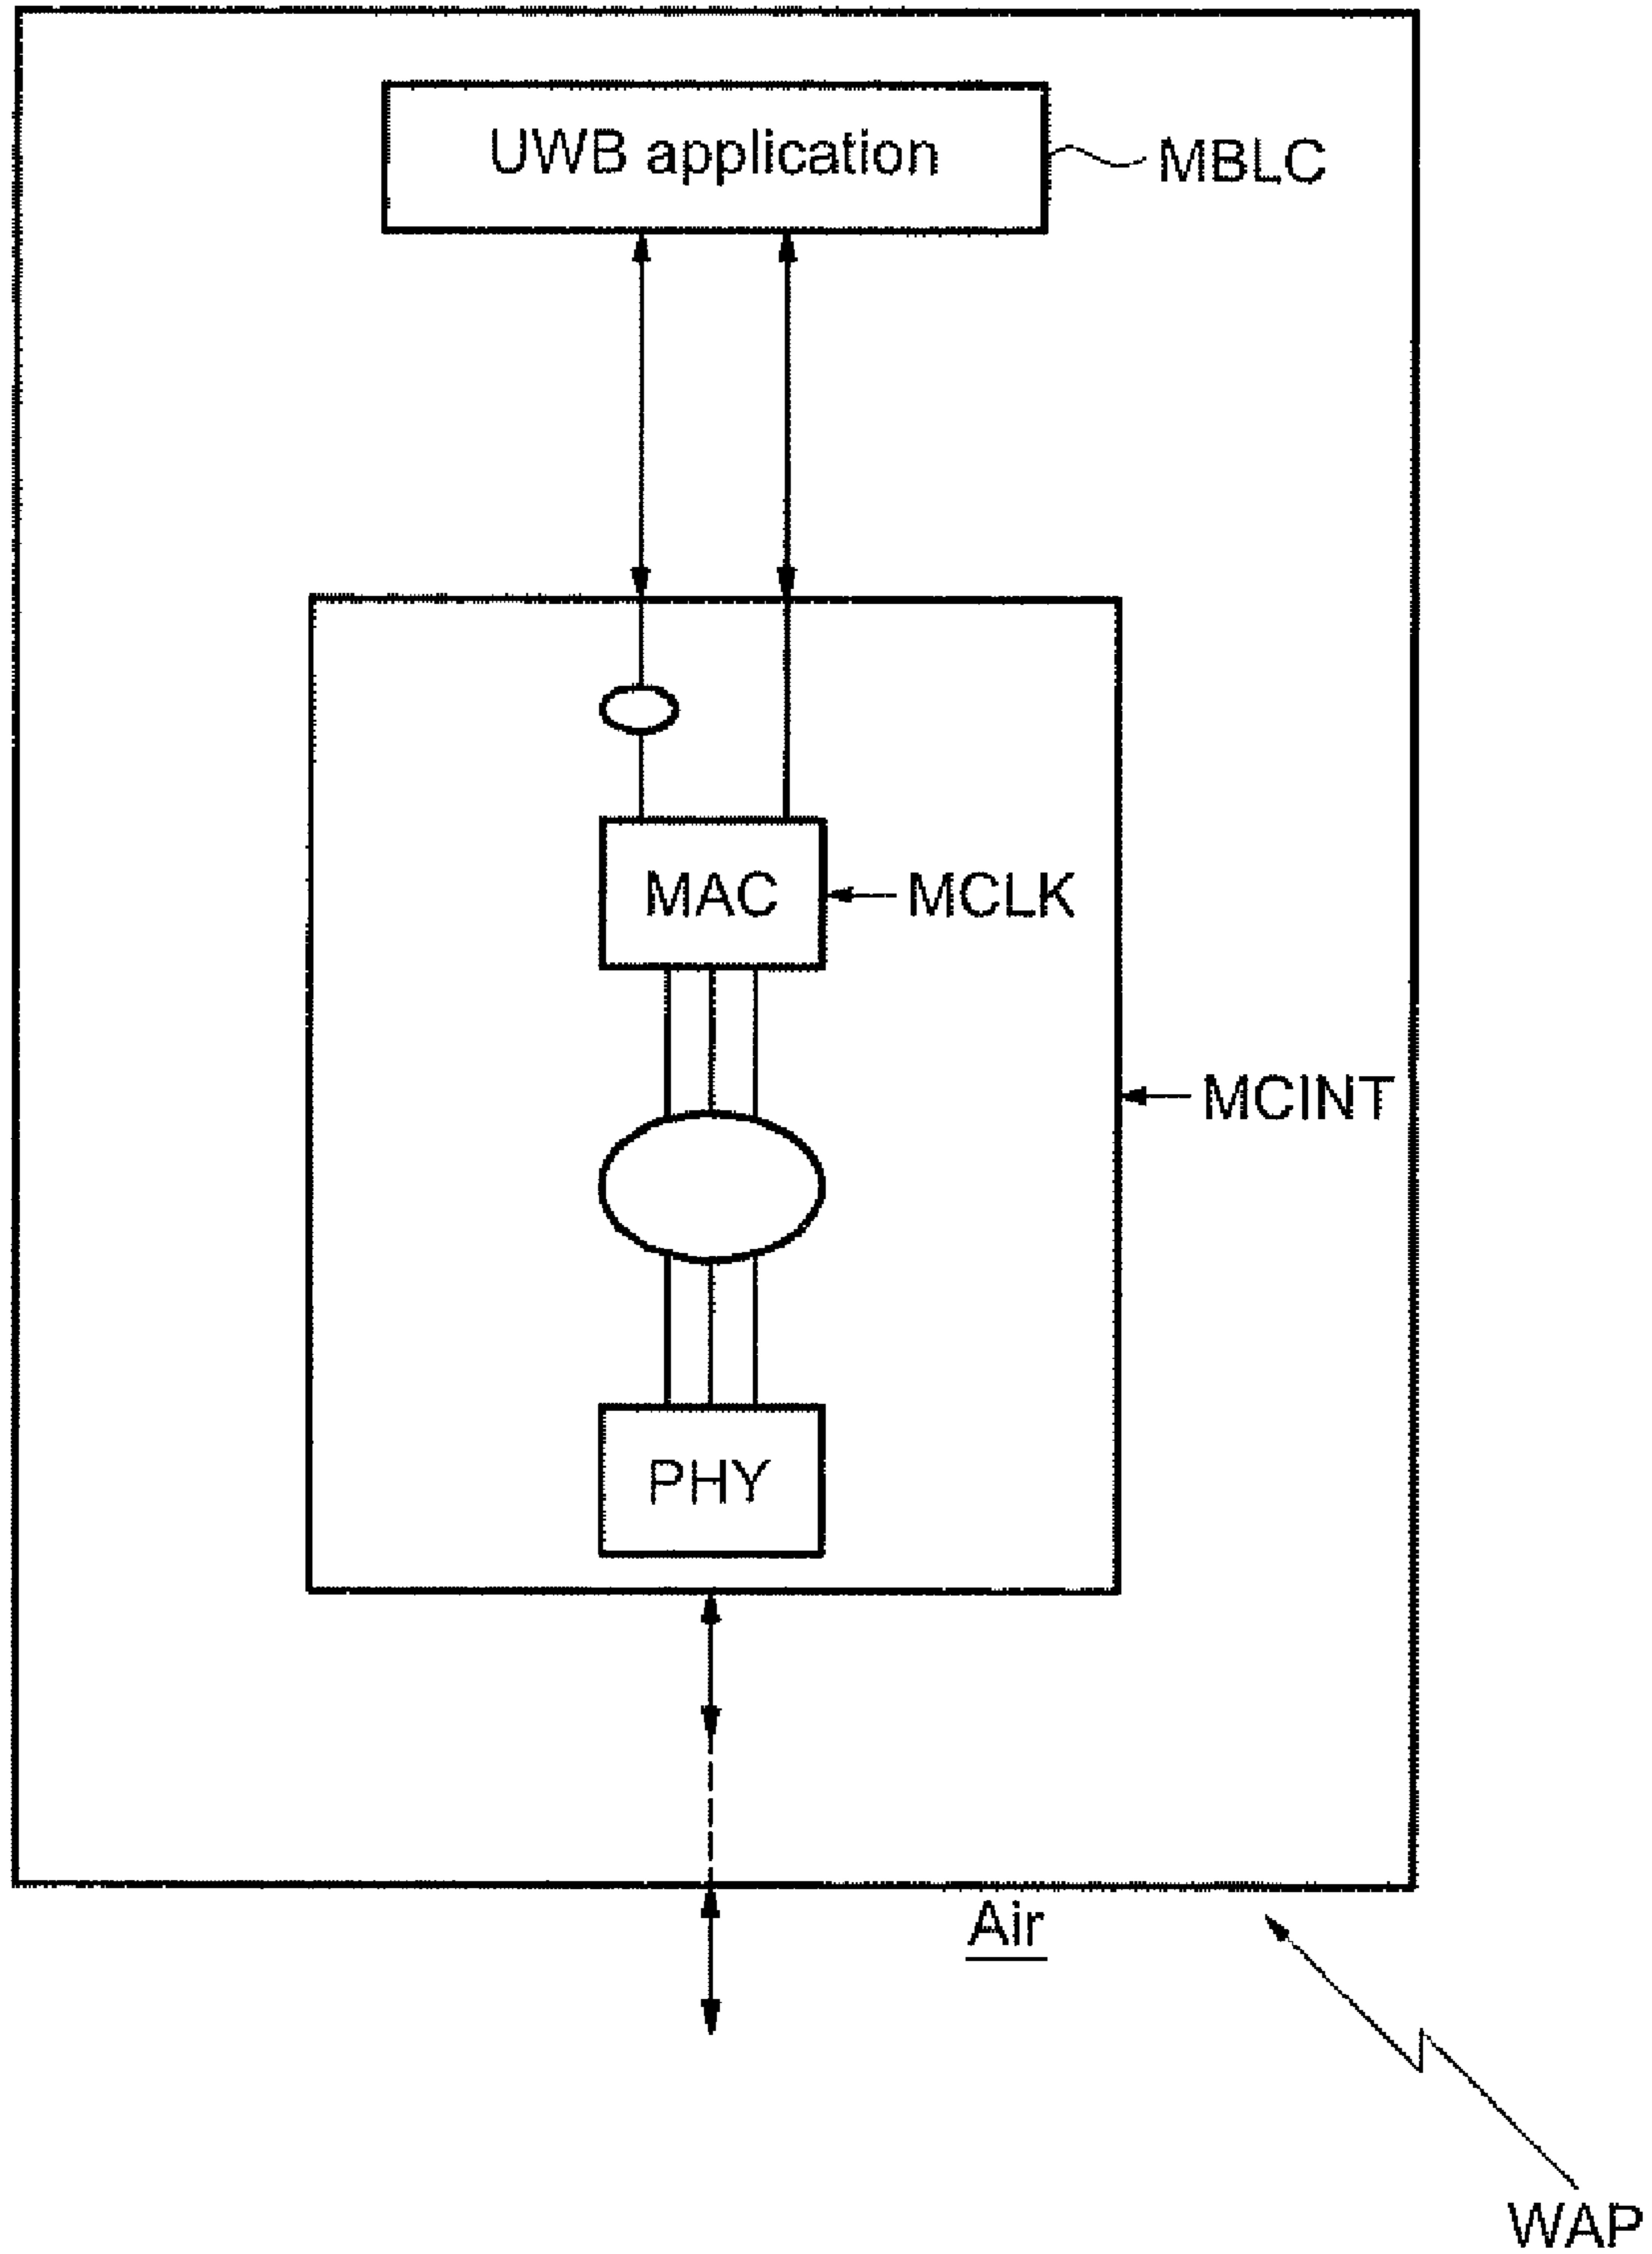 UWB application
MBLC
MAC
MCLK
MCINT
PHY
Air
WAP